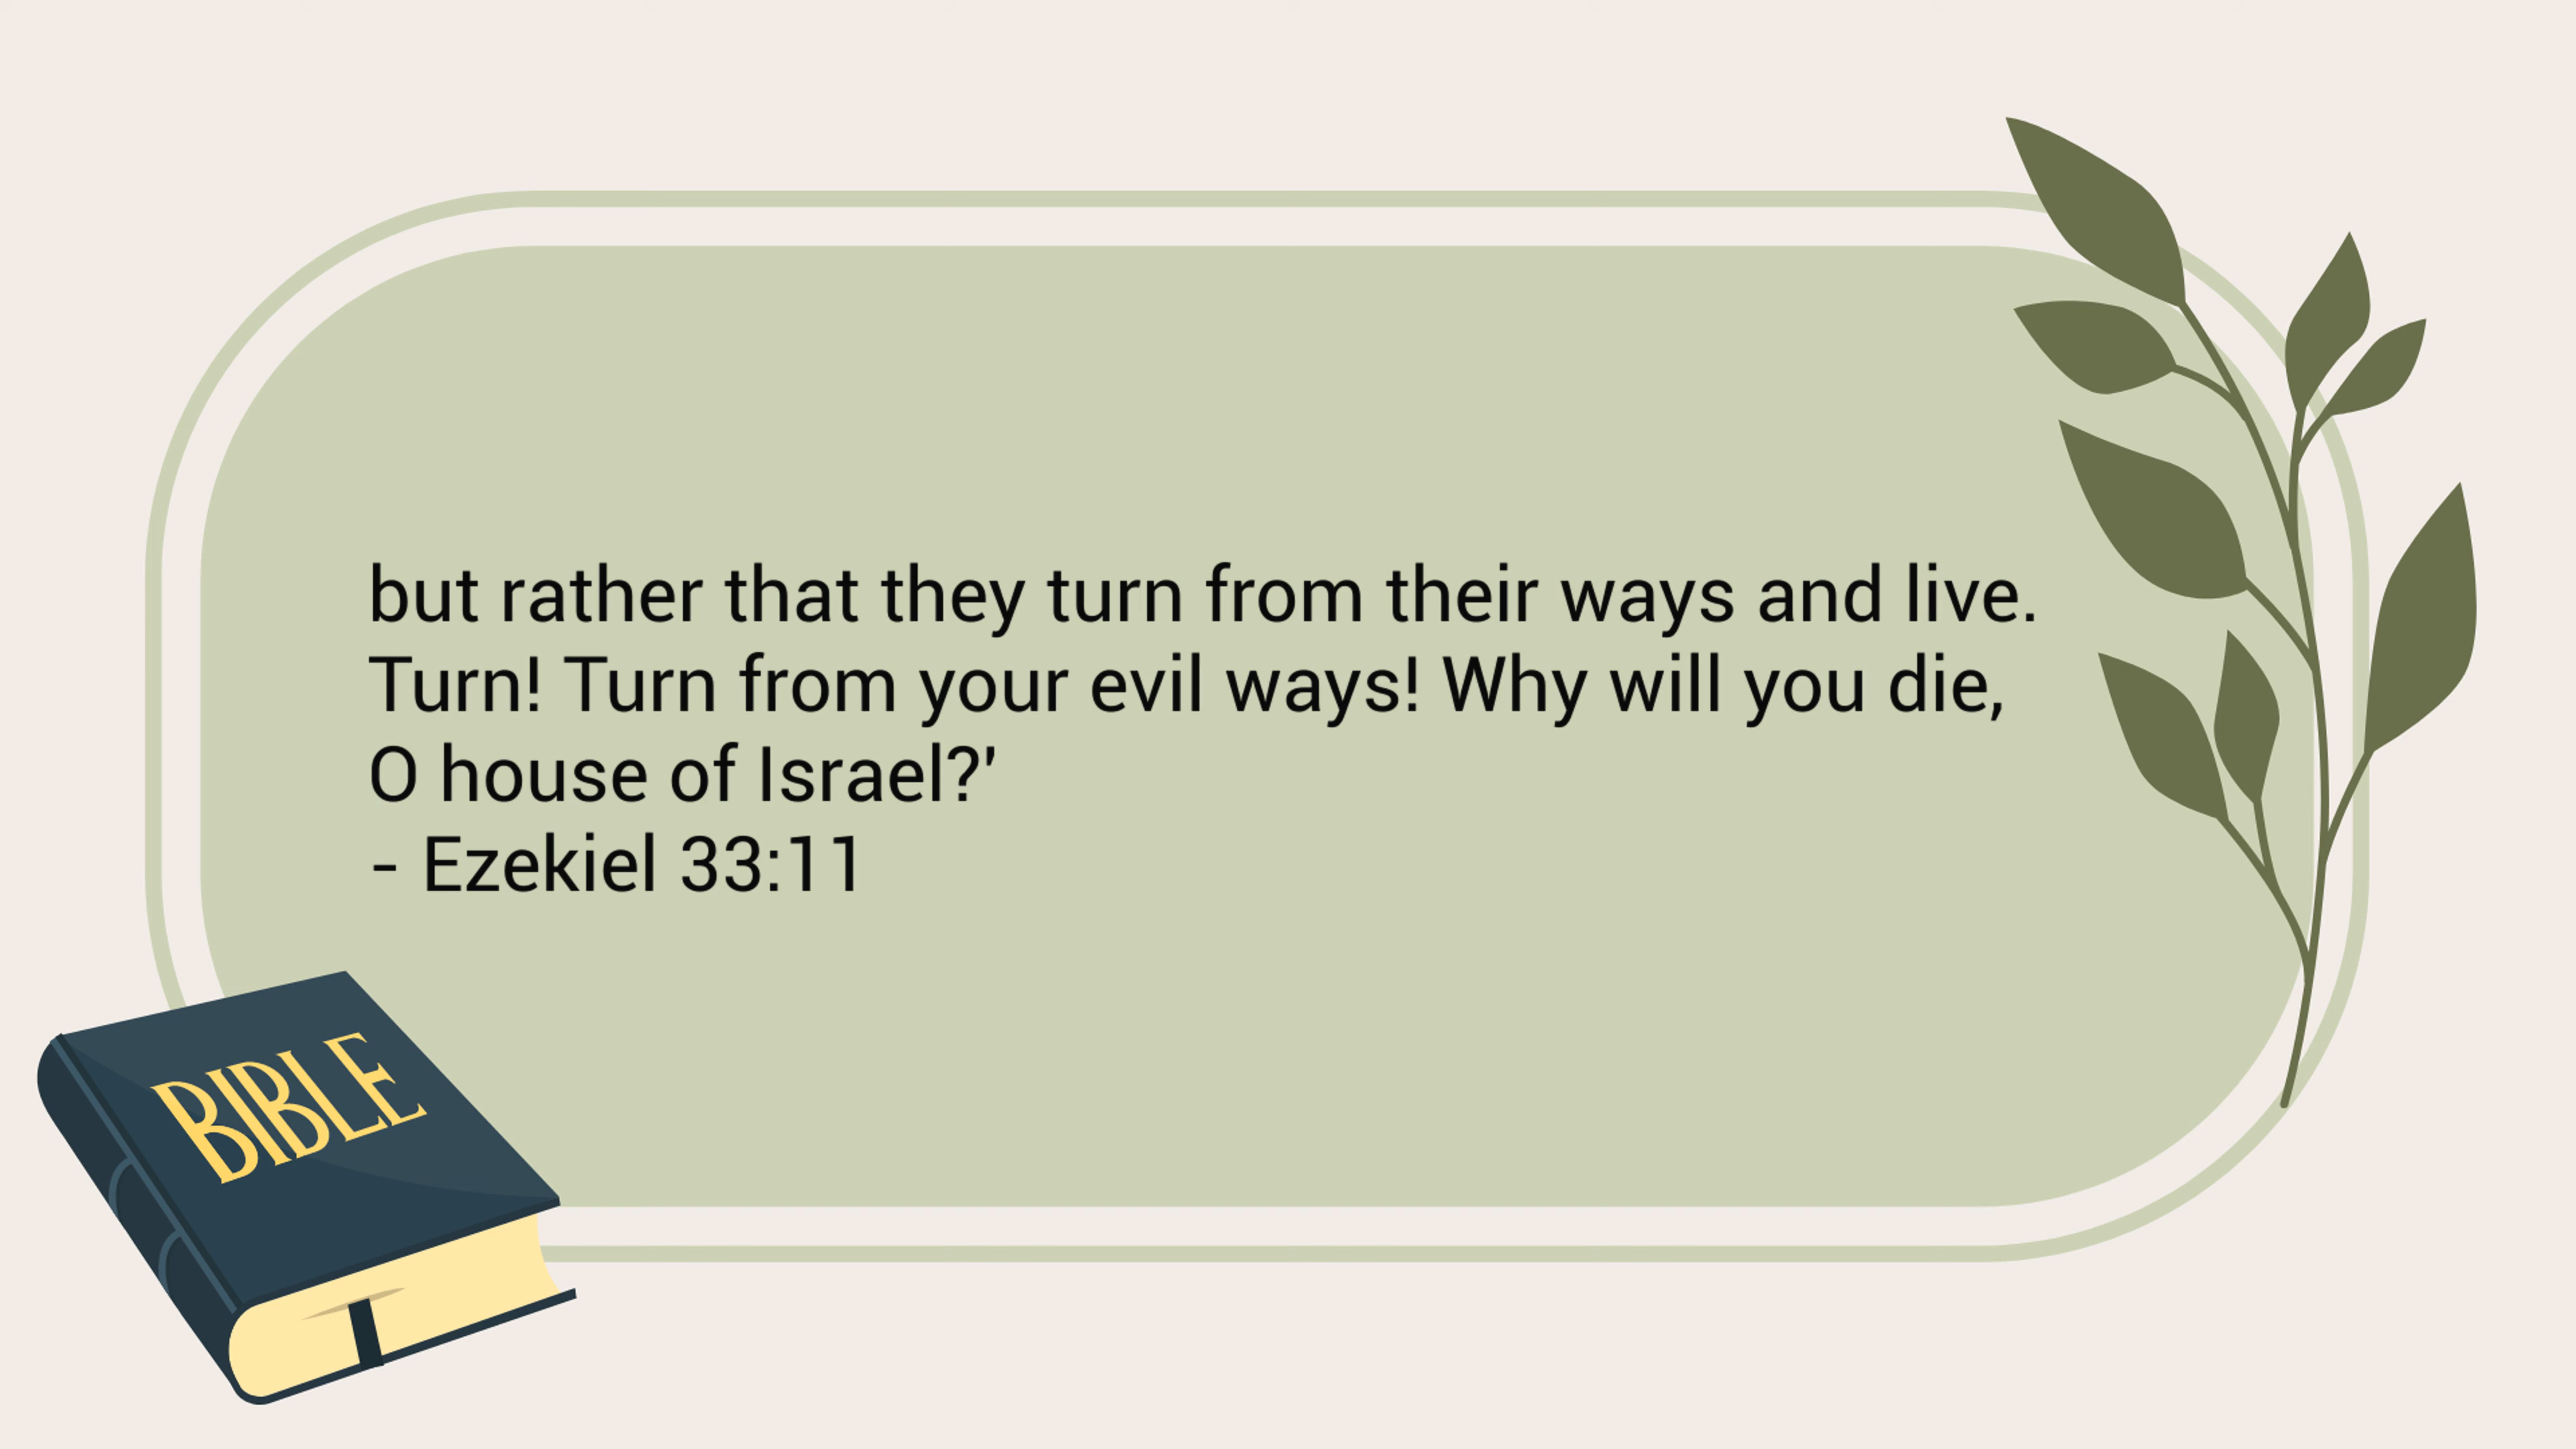 but rather that they turn from their ways and live.
Turn! Turn from your evil ways! Why will you die,
O house of Israel?'
- Ezekiel 33:11
BIBLE